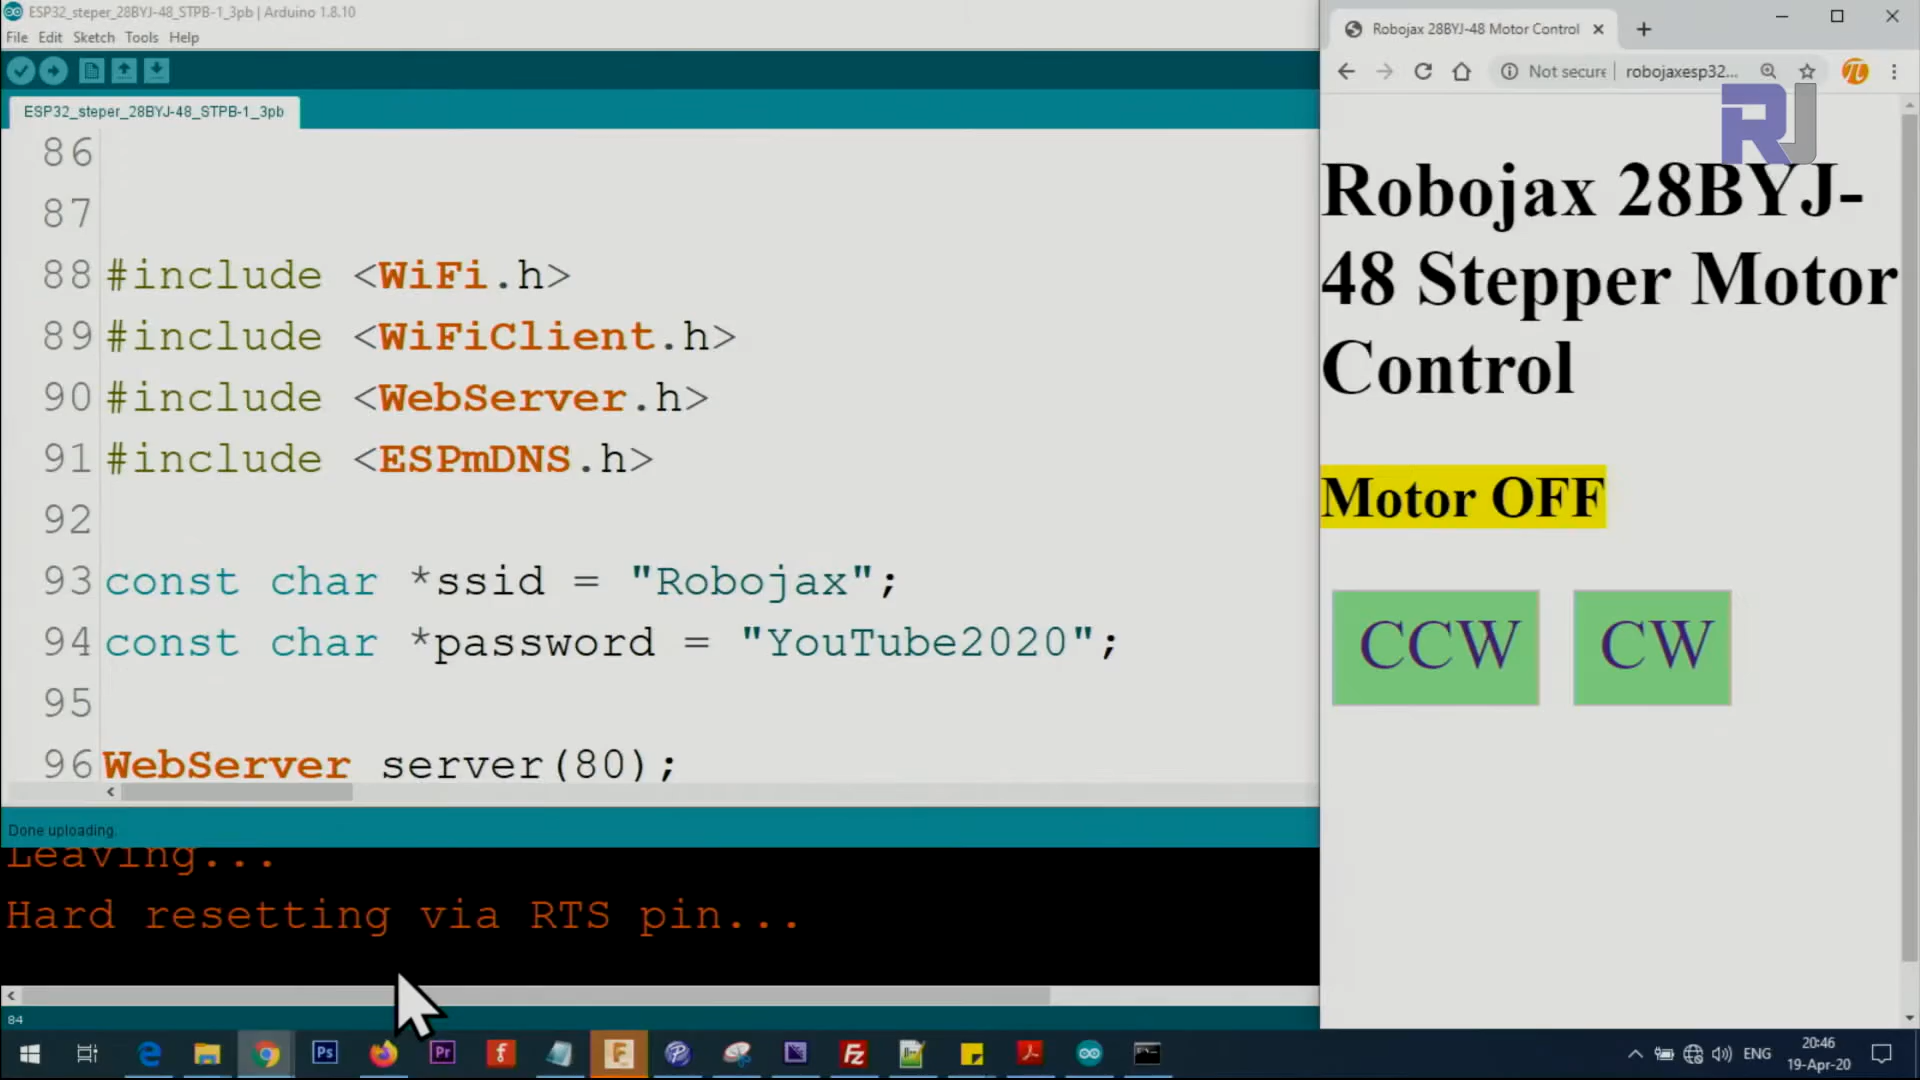 ESP32_steper_28BYJ-48_STPB-1_3pb | Arduino 1.8.10
File Edit Sketch Tools Help
ESP32_steper_28BYJ-48_STPB-1_3pb
86
87
88 #include <WiFi.h>
89 #include <WiFiClient.h>
90 #include <WebServer.h>
91 #include <ESPmDNS.h>
92
93 const char *ssid = "Robojax";
94 const char *password = "YouTube2020";
95
96 WebServer server(80);
Done uploading.
Leaving...
Hard resetting via RTS pin...
84
Robojax 28BYJ-48 Motor Control
Not secure robojaxesp32...
RJ
Robojax 28BYJ-
48 Stepper Motor
Control
Motor OFF
CCW CW
Ps Pr f F P Fz
ENG
20:46
19-Apr-20